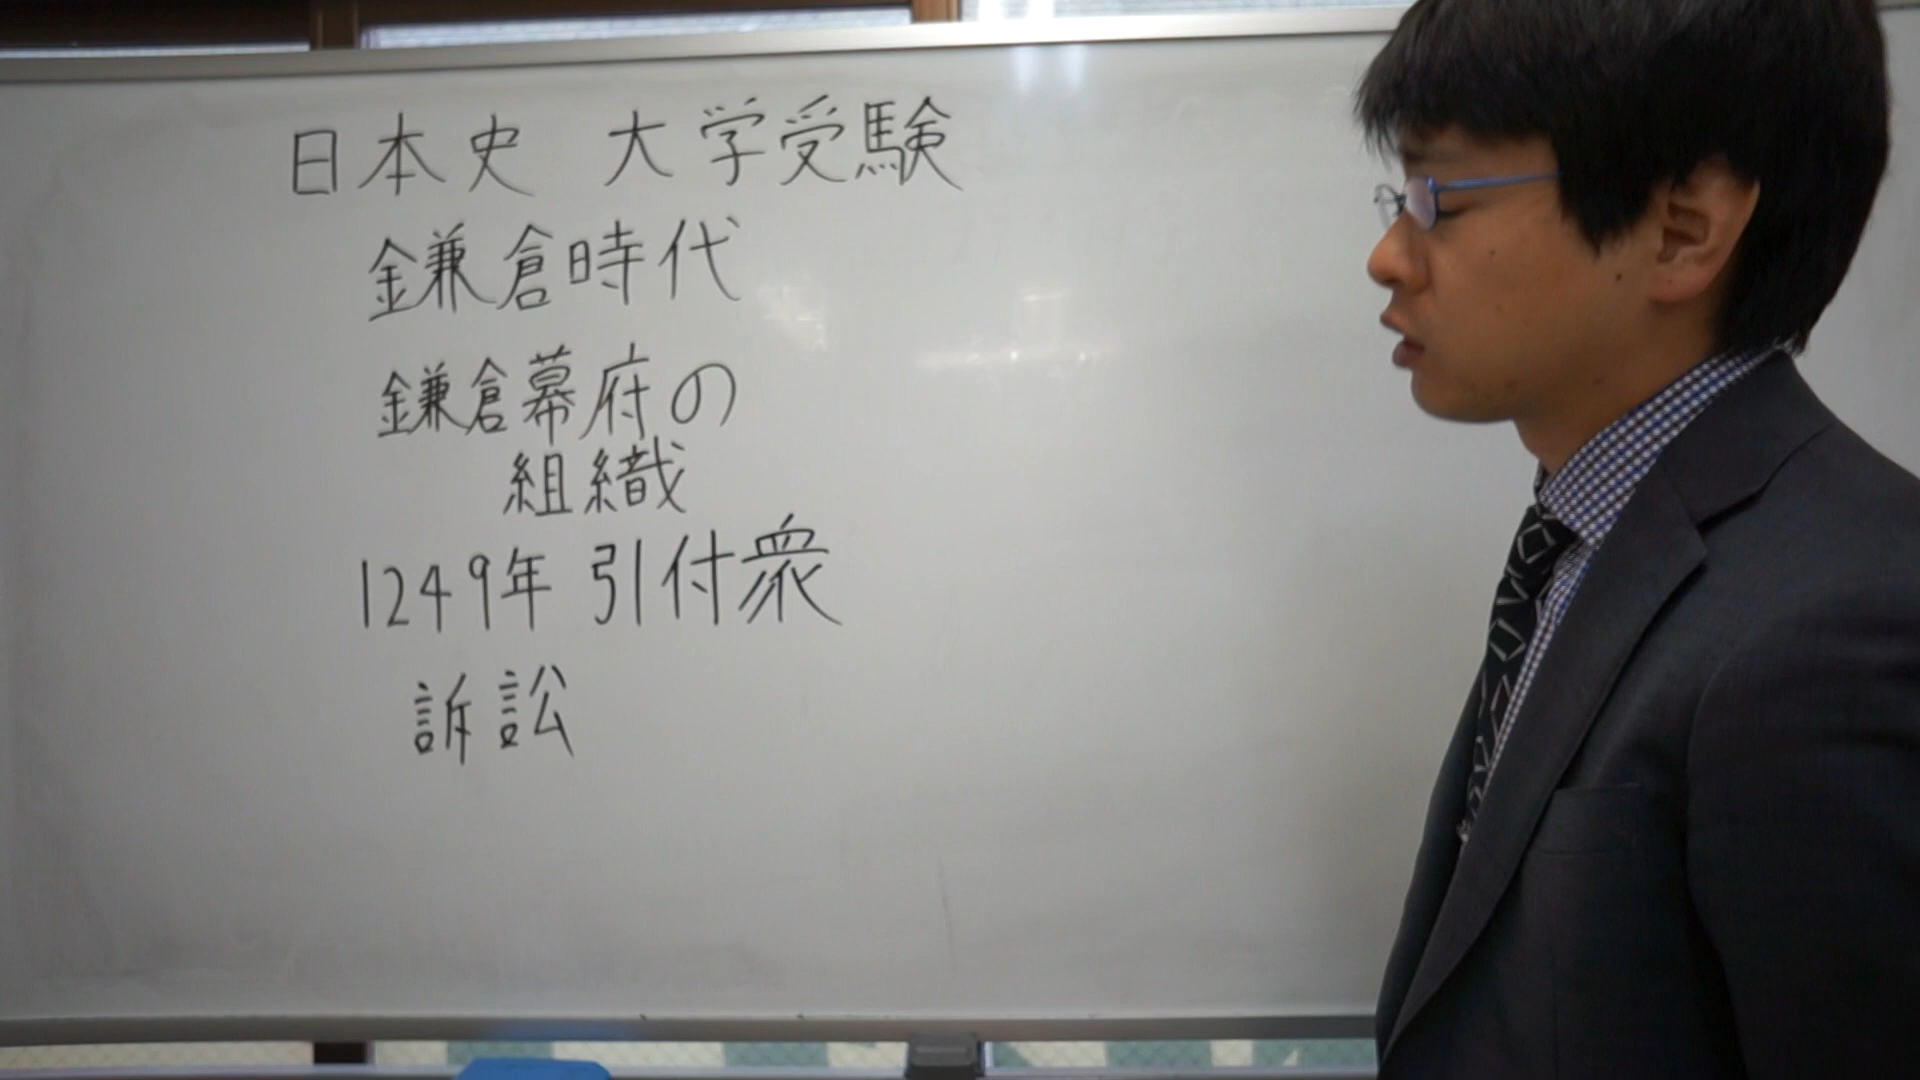 日本史 大学受験
鎌倉時代
鎌倉幕府の
組織
1249年 引付衆
訴訟